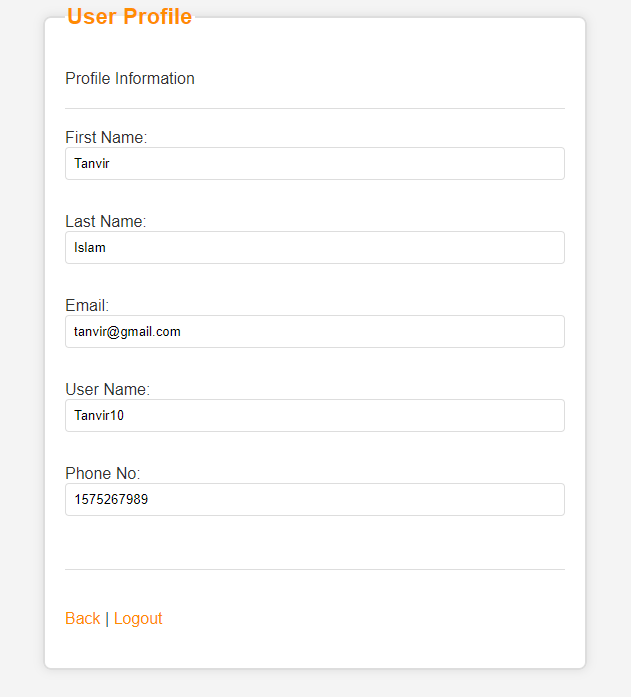 User Profile
Profile Information
First Name:
Tanvir
Last Name:
Islam
Email:
tanvir@gmail.com
User Name:
Tanvir10
Phone No:
1575267989
Back | Logout